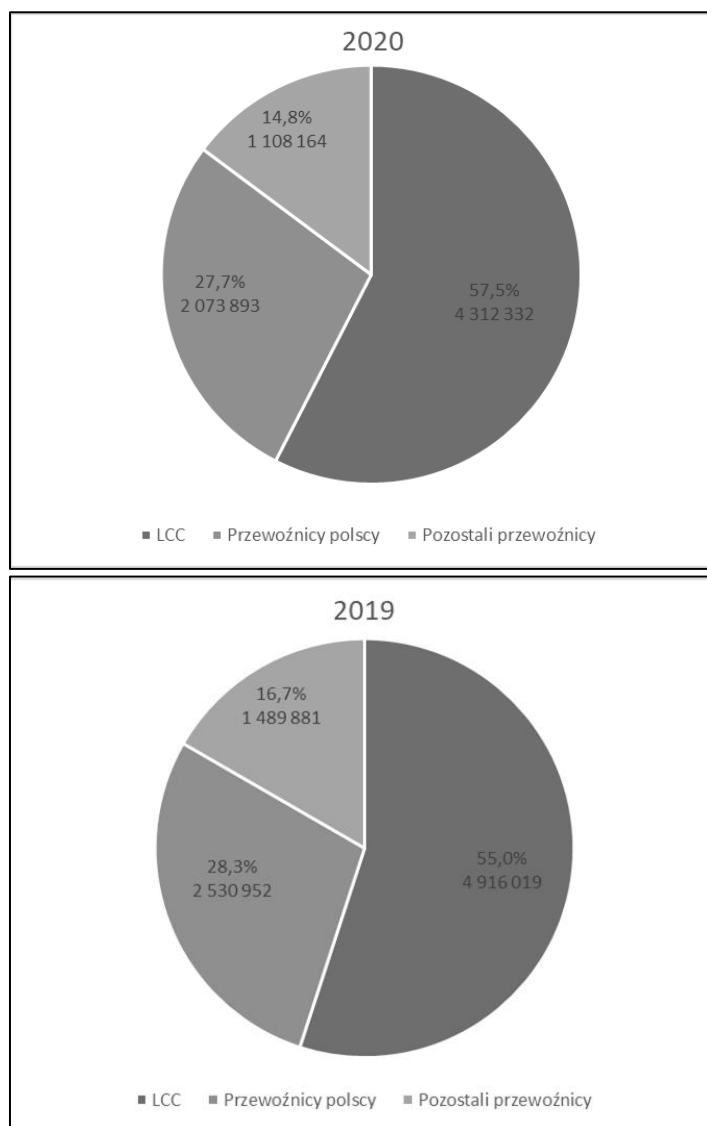 2020
14,8%
1 108 164
27,7%
2 073 893
57,5%
4 312 332
LCC Przewoźnicy polscy Pozostali przewoźnicy
2019
16,7%
1 489 881
28,3%
2 530 952
55,0%
4 916 019
LCC Przewoźnicy polscy Pozostali przewoźnicy